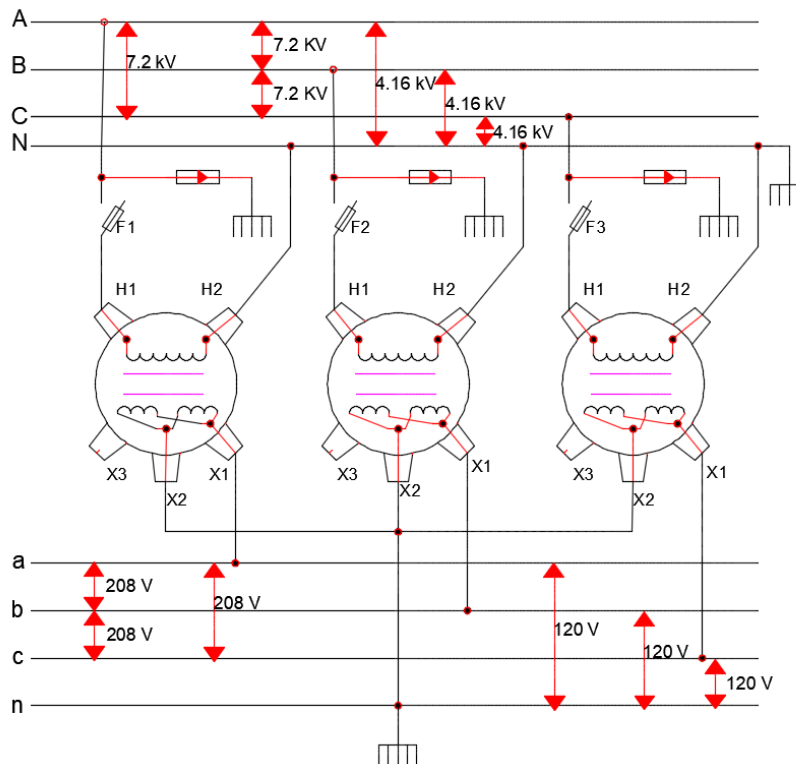 A
7.2 kV
7.2 KV
4.16 kV
B
7.2 KV
4.16 kV
C
4.16 kV
N
F1
F2
F3
H1
H2
H1
H2
H1
H2
X3
X2
X1
X3
X2
X1
X3
X2
X1
a
208 V
208 V
120 V
b
208 V
120 V
c
120 V
n